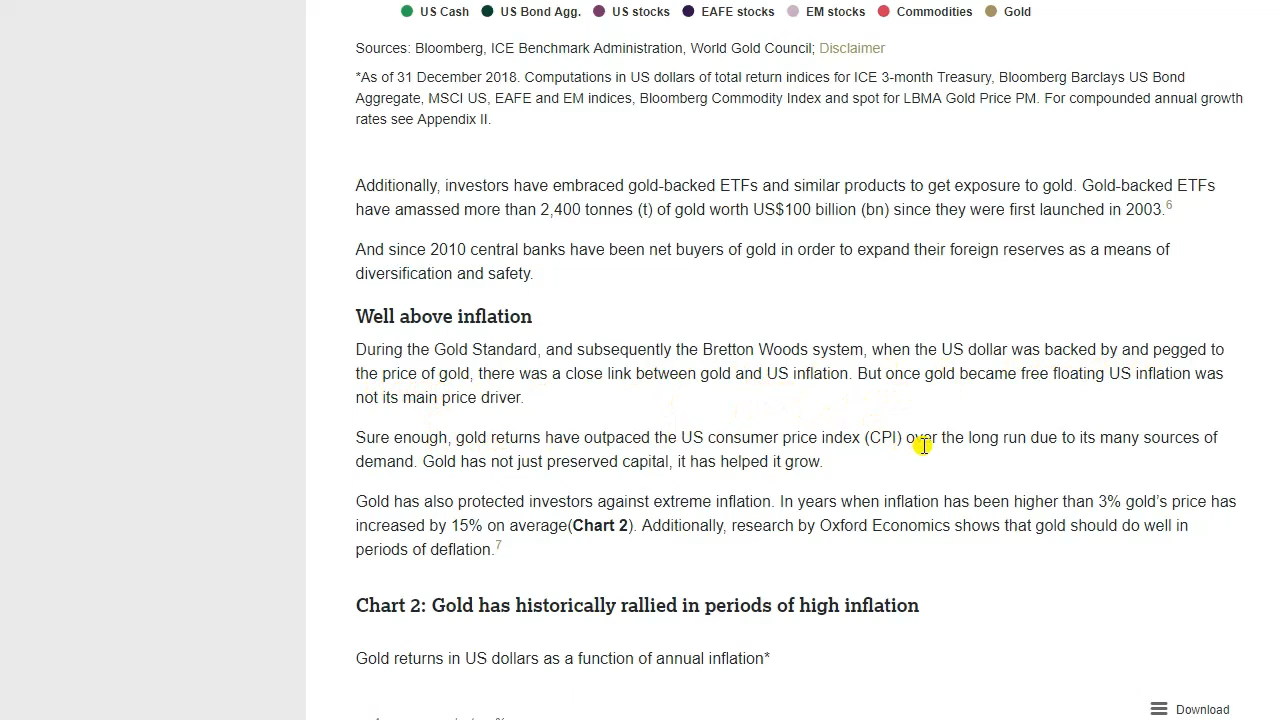 US Cash US Bond Agg. US stocks EAFE stocks EM stocks Commodities Gold
Sources: Bloomberg, ICE Benchmark Administration, World Gold Council; Disclaimer
*As of 31 December 2018. Computations in US dollars of total return indices for ICE 3-month Treasury, Bloomberg Barclays US Bond
Aggregate, MSCI US, EAFE and EM indices, Bloomberg Commodity Index and spot for LBMA Gold Price PM. For compounded annual growth
rates see Appendix II.
Additionally, investors have embraced gold-backed ETFs and similar products to get exposure to gold. Gold-backed ETFs
have amassed more than 2,400 tonnes (t) of gold worth US$100 billion (bn) since they were first launched in 2003.6
And since 2010 central banks have been net buyers of gold in order to expand their foreign reserves as a means of
diversification and safety.
Well above inflation
During the Gold Standard, and subsequently the Bretton Woods system, when the US dollar was backed by and pegged to
the price of gold, there was a close link between gold and US inflation. But once gold became free floating US inflation was
not its main price driver.
Sure enough, gold returns have outpaced the US consumer price index (CPI) over the long run due to its many sources of
demand. Gold has not just preserved capital, it has helped it grow.
Gold has also protected investors against extreme inflation. In years when inflation has been higher than 3% gold's price has
increased by 15% on average(Chart 2). Additionally, research by Oxford Economics shows that gold should do well in
periods of deflation.7
Chart 2: Gold has historically rallied in periods of high inflation
Gold returns in US dollars as a function of annual inflation*
Download